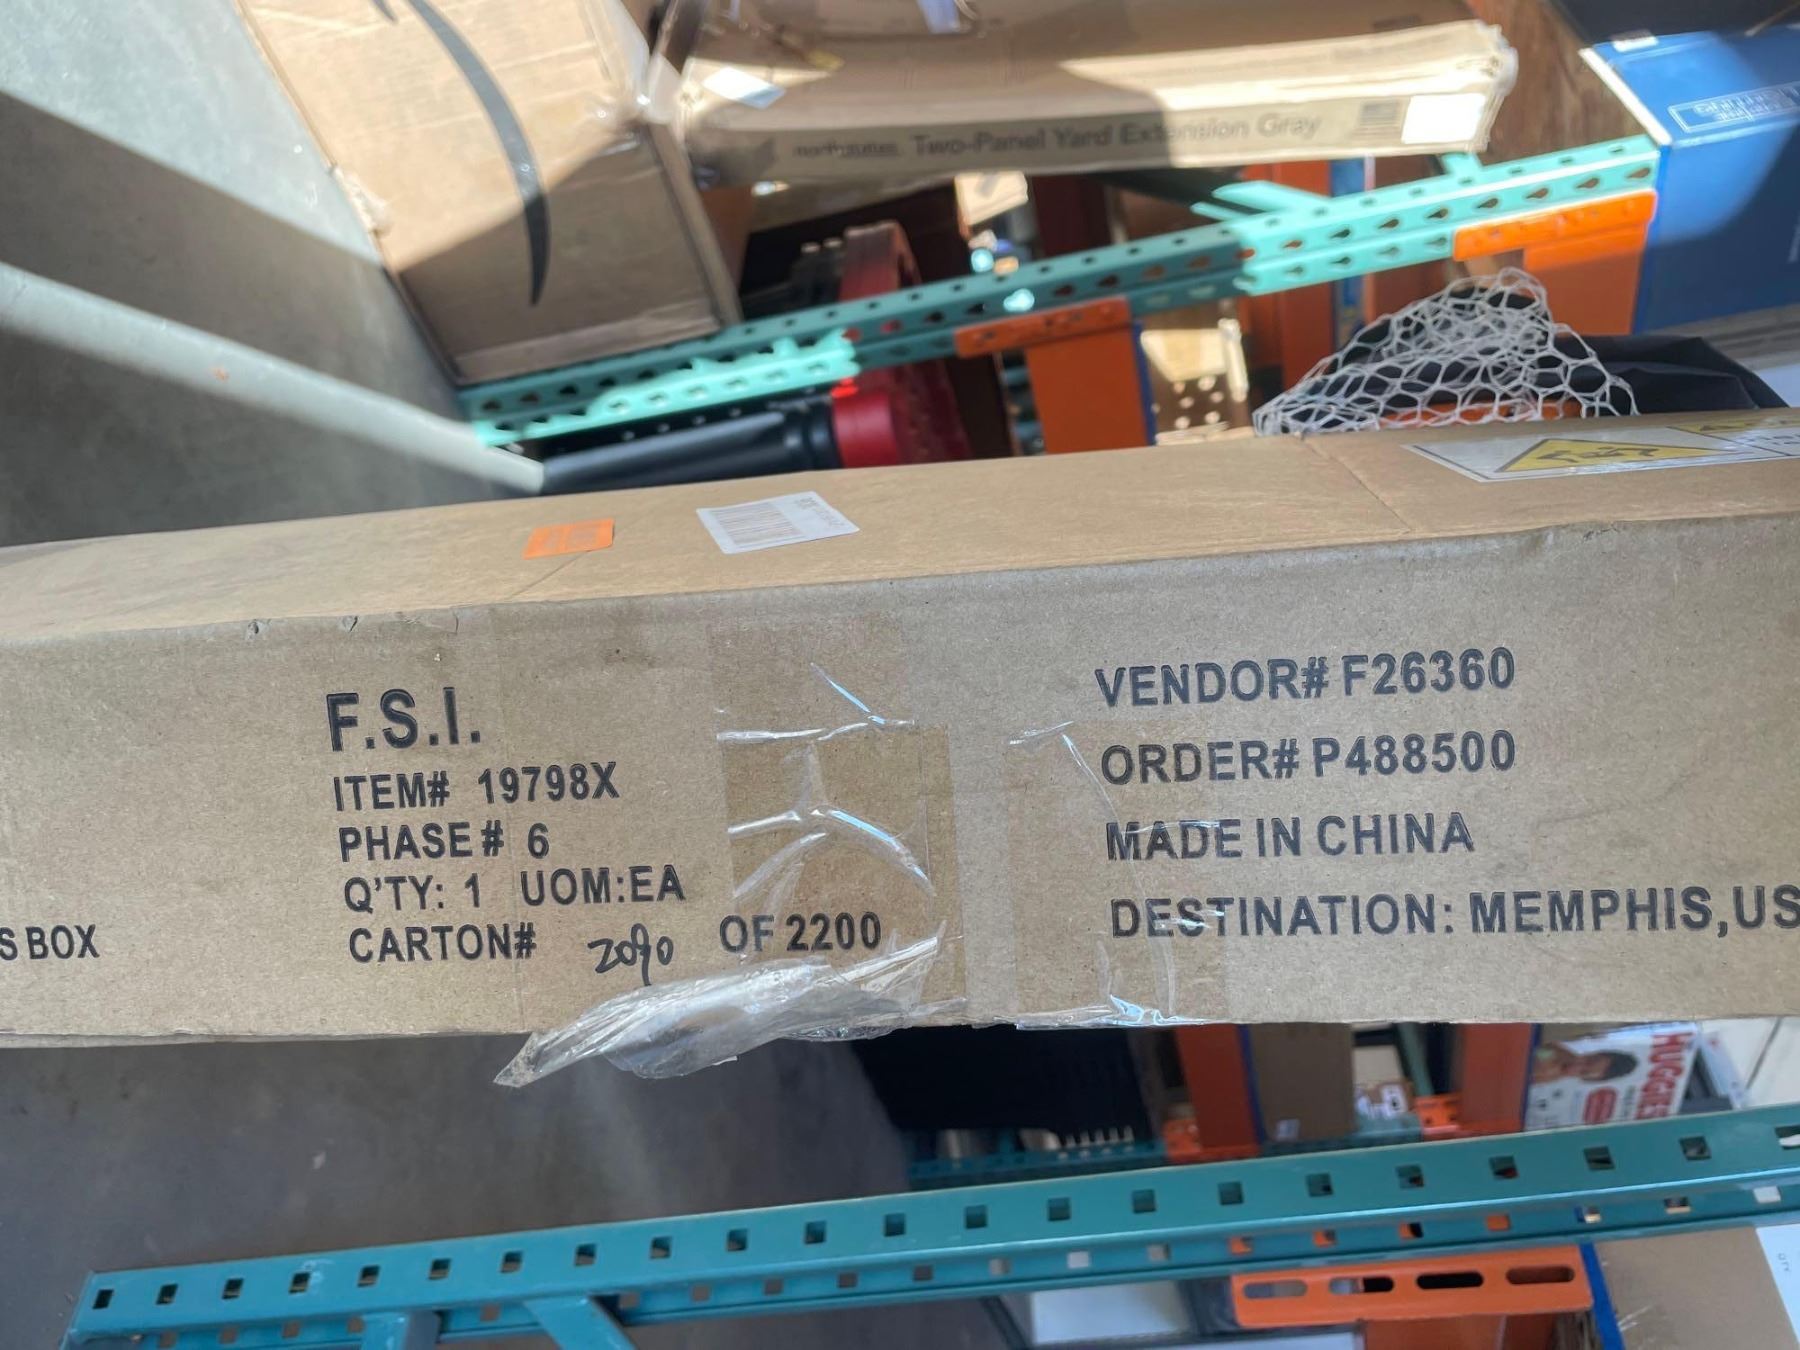 northstates Two-Panel Yard Extension Gray
F.S.I.
ITEM# 19798X
PHASE# 6
Q'TY: 1 UOM:EA
CARTON# 2090 OF 2200
S BOX
VENDOR# F26360
ORDER# P488500
MADE IN CHINA
DESTINATION: MEMPHIS,US
HUGGIES